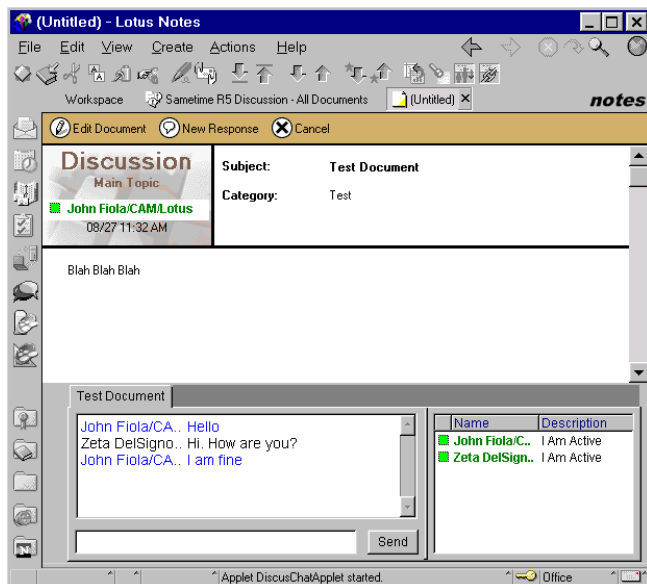 (Untitled) - Lotus Notes
File Edit View Create Actions Help
Workspace Sametime R5 Discussion - All Documents (Untitled)
notes
Edit Document New Response Cancel
Discussion
Main Topic
John Fiola/CAM/Lotus
08/27 11:32 AM
Subject: Test Document
Category: Test
Blah Blah Blah
Test Document
John Fiola/CA.. Hello
Zeta DelSigno.. Hi. How are you?
John Fiola/CA.. I am fine
Send
Name Description
John Fiola/C.. I Am Active
Zeta DelSign.. I Am Active
Applet DiscusChatApplet started.
Office